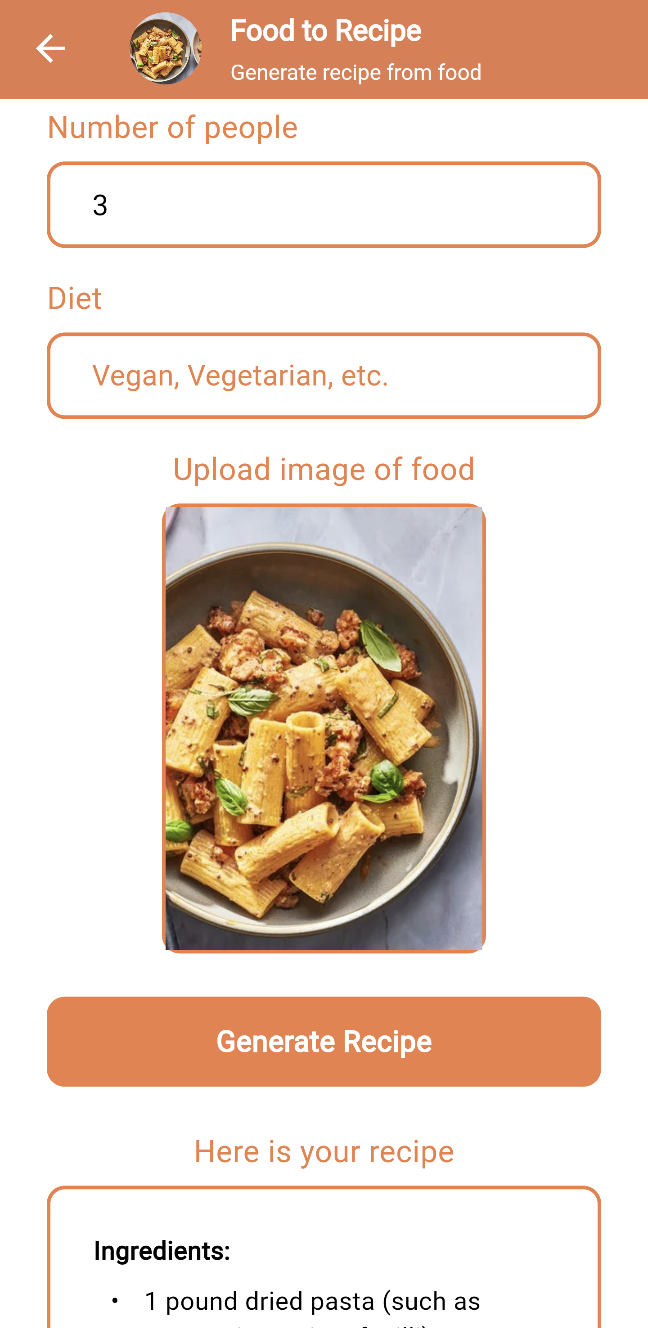 Food to Recipe
Generate recipe from food
Number of people
3
Diet
Vegan, Vegetarian, etc.
Upload image of food
Generate Recipe
Here is your recipe
Ingredients:
• 1 pound dried pasta (such as